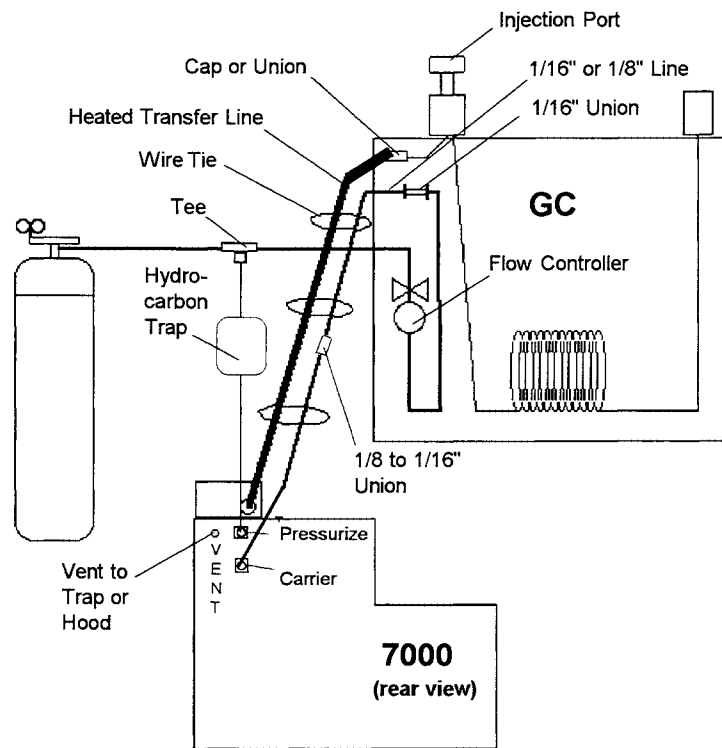 Injection Port
Cap or Union
1/16" or 1/8" Line
Heated Transfer Line
1/16" Union
Wire Tie
GC
Tee
Hydro-
carbon
Trap
Flow Controller
1/8 to 1/16"
Union
Pressurize
VENT
Vent to
Trap or
Hood
Carrier
7000
(rear view)